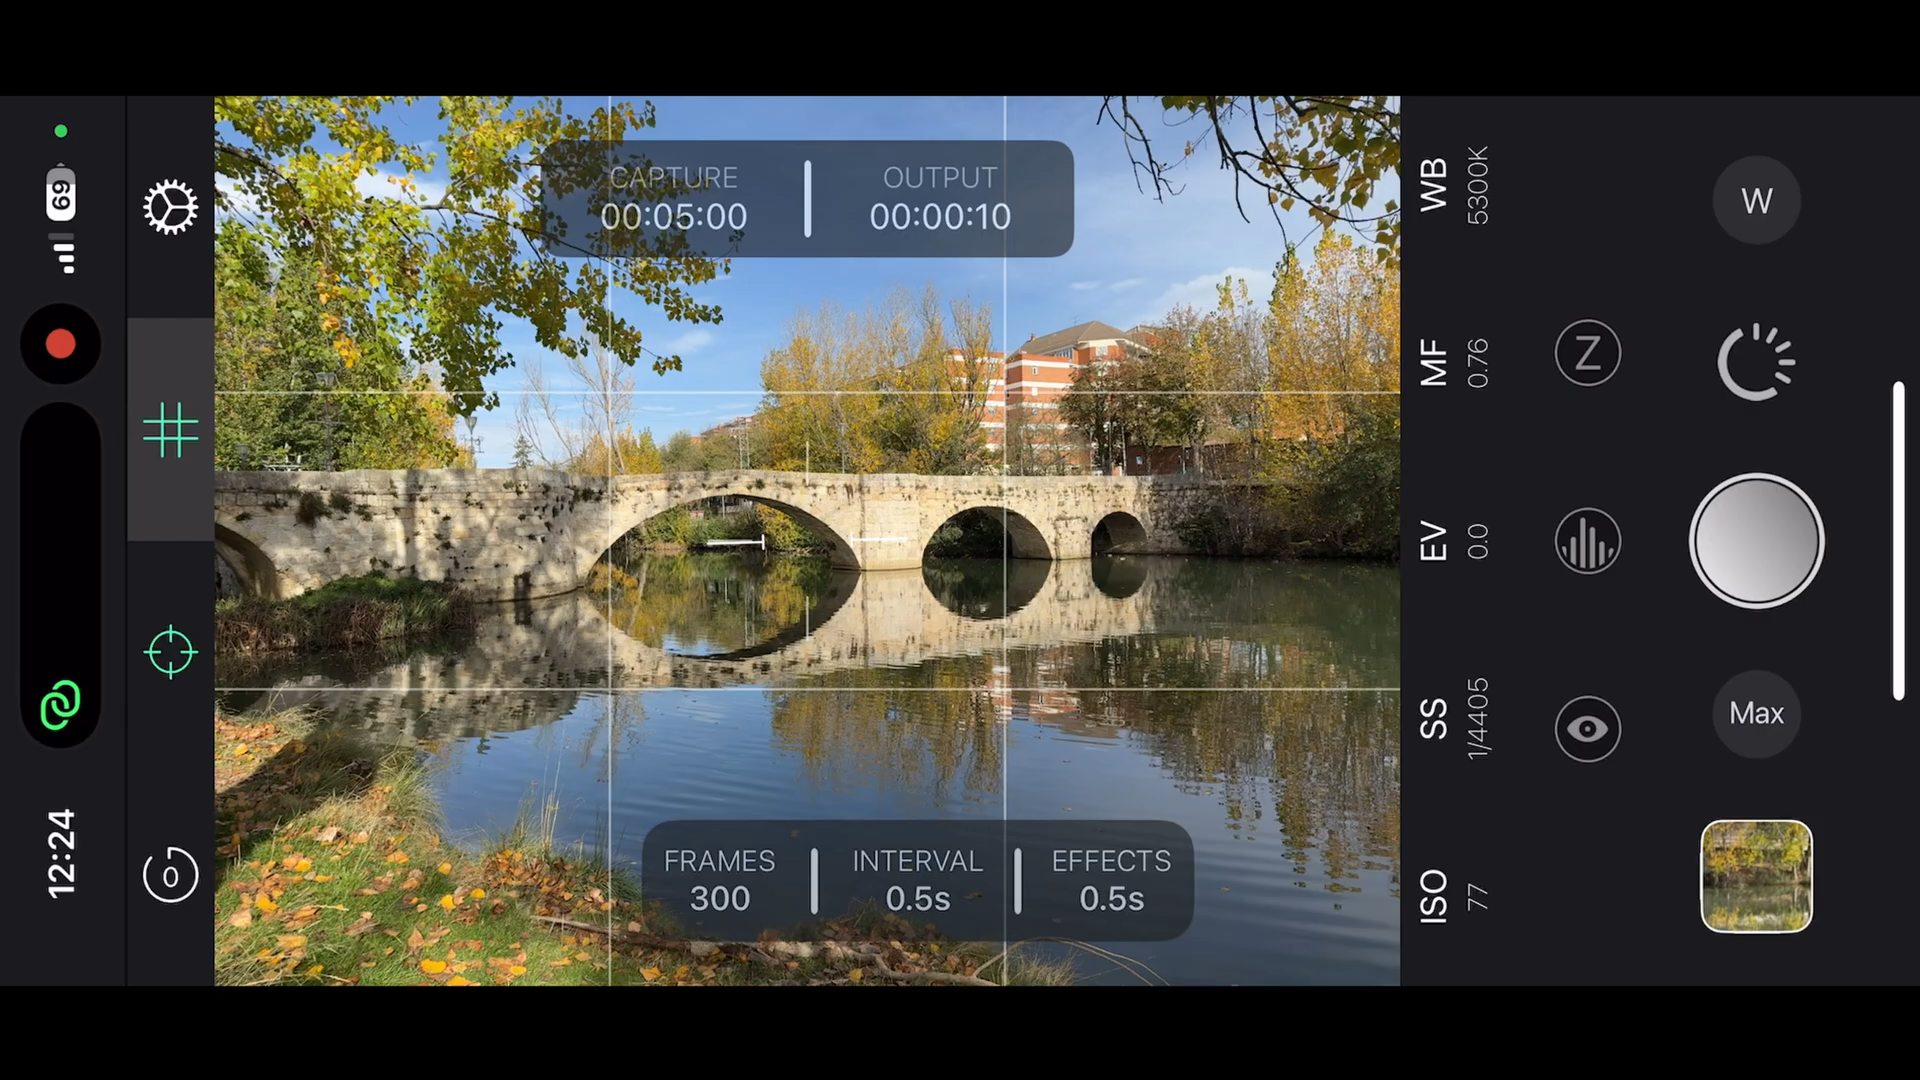 69
12:24
CAPTURE
00:05:00
OUTPUT
00:00:10
FRAMES
300
INTERVAL
0.5s
EFFECTS
0.5s
WB
5300K
MF
0.76
EV
0.0
SS
1/405
ISO
77
Z
W
Max
0